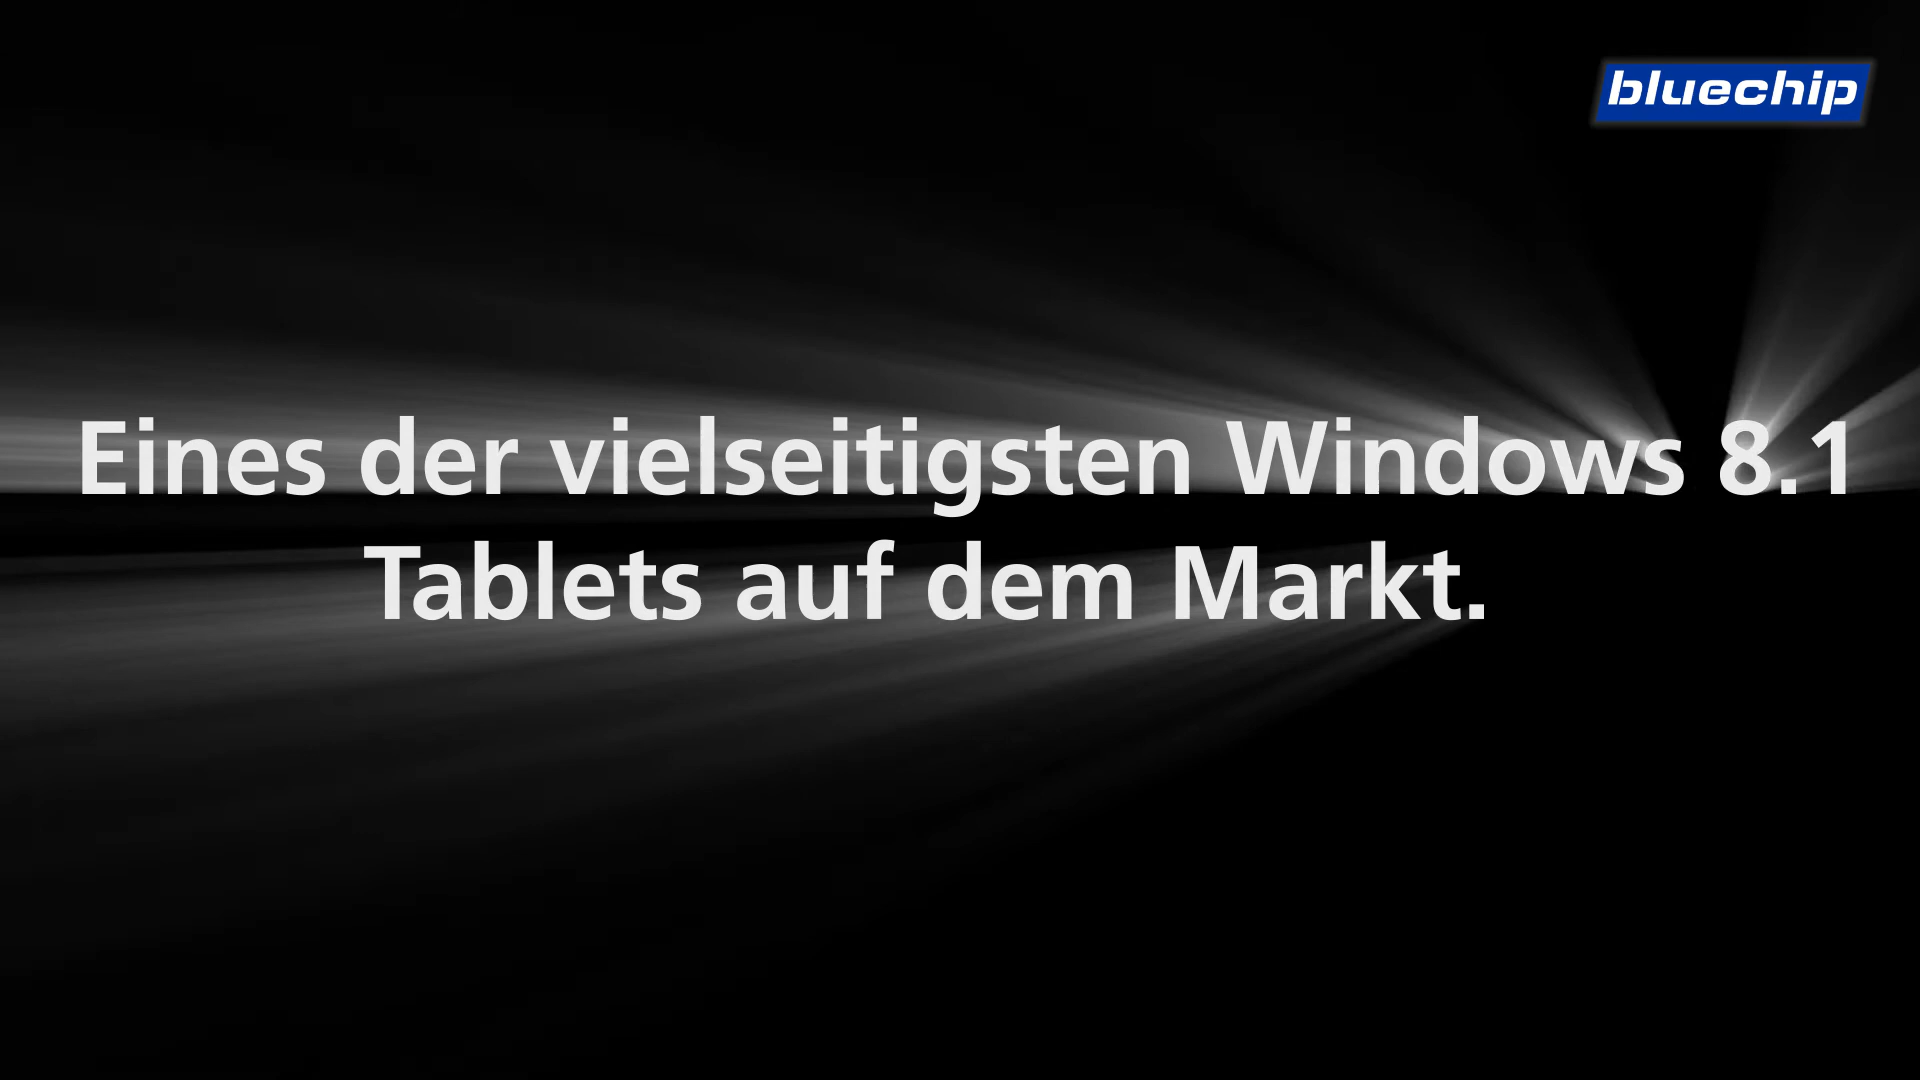 bluechip
Eines der vielseitigsten Windows 8.1
Tablets auf dem Markt.